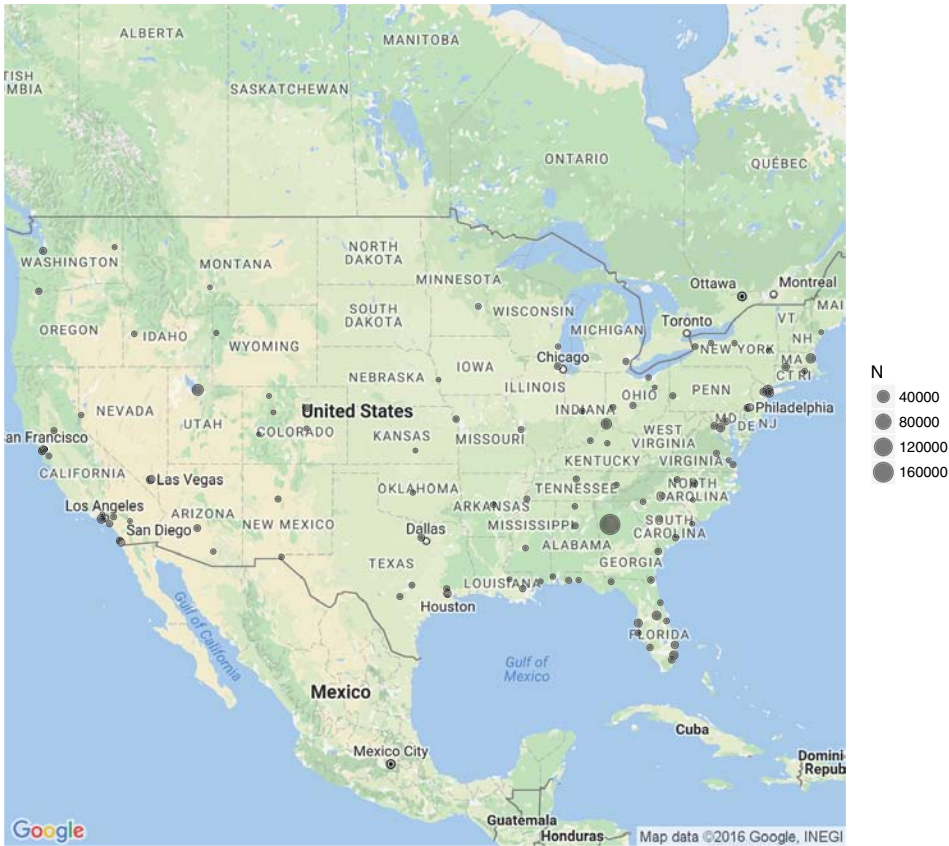 ALBERTA
MANITOBA
TISH
MBIA
SASKATCHEWAN
ONTARIO
QUÉBEC
WASHINGTON
MONTANA
NORTH
DAKOTA
MINNESOTA
Ottawa
Montreal
MAI
VT
OREGON
IDAHO
WYOMING
SOUTH
DAKOTA
WISCONSIN
MICHIGAN
Toronto
NH
NEW YORK
MA
CT RI
Chicago
IOWA
NEBRASKA
ILLINOIS
INDIANA
OHIO
PENN
Philadelphia
MD
DE NJ
NEVADA
UTAH
COLORADO
United States
KANSAS
MISSOURI
WEST
VIRGINIA
KENTUCKY
VIRGINIA
an Francisco
CALIFORNIA
Las Vegas
OKLAHOMA
TENNESSEE
NORTH
CAROLINA
ARKANSAS
Los Angeles
ARIZONA
NEW MEXICO
San Diego
Dallas
MISSISSIPPI
ALABAMA
SOUTH
CAROLINA
GEORGIA
TEXAS
LOUISIANA
Houston
FLORIDA
Gulf of California
Gulf of
Mexico
Mexico
Cuba
Mexico City
Domini
Repub
Guatemala
Honduras
Google
Map data ©2016 Google, INEGI
N
40000
80000
120000
160000